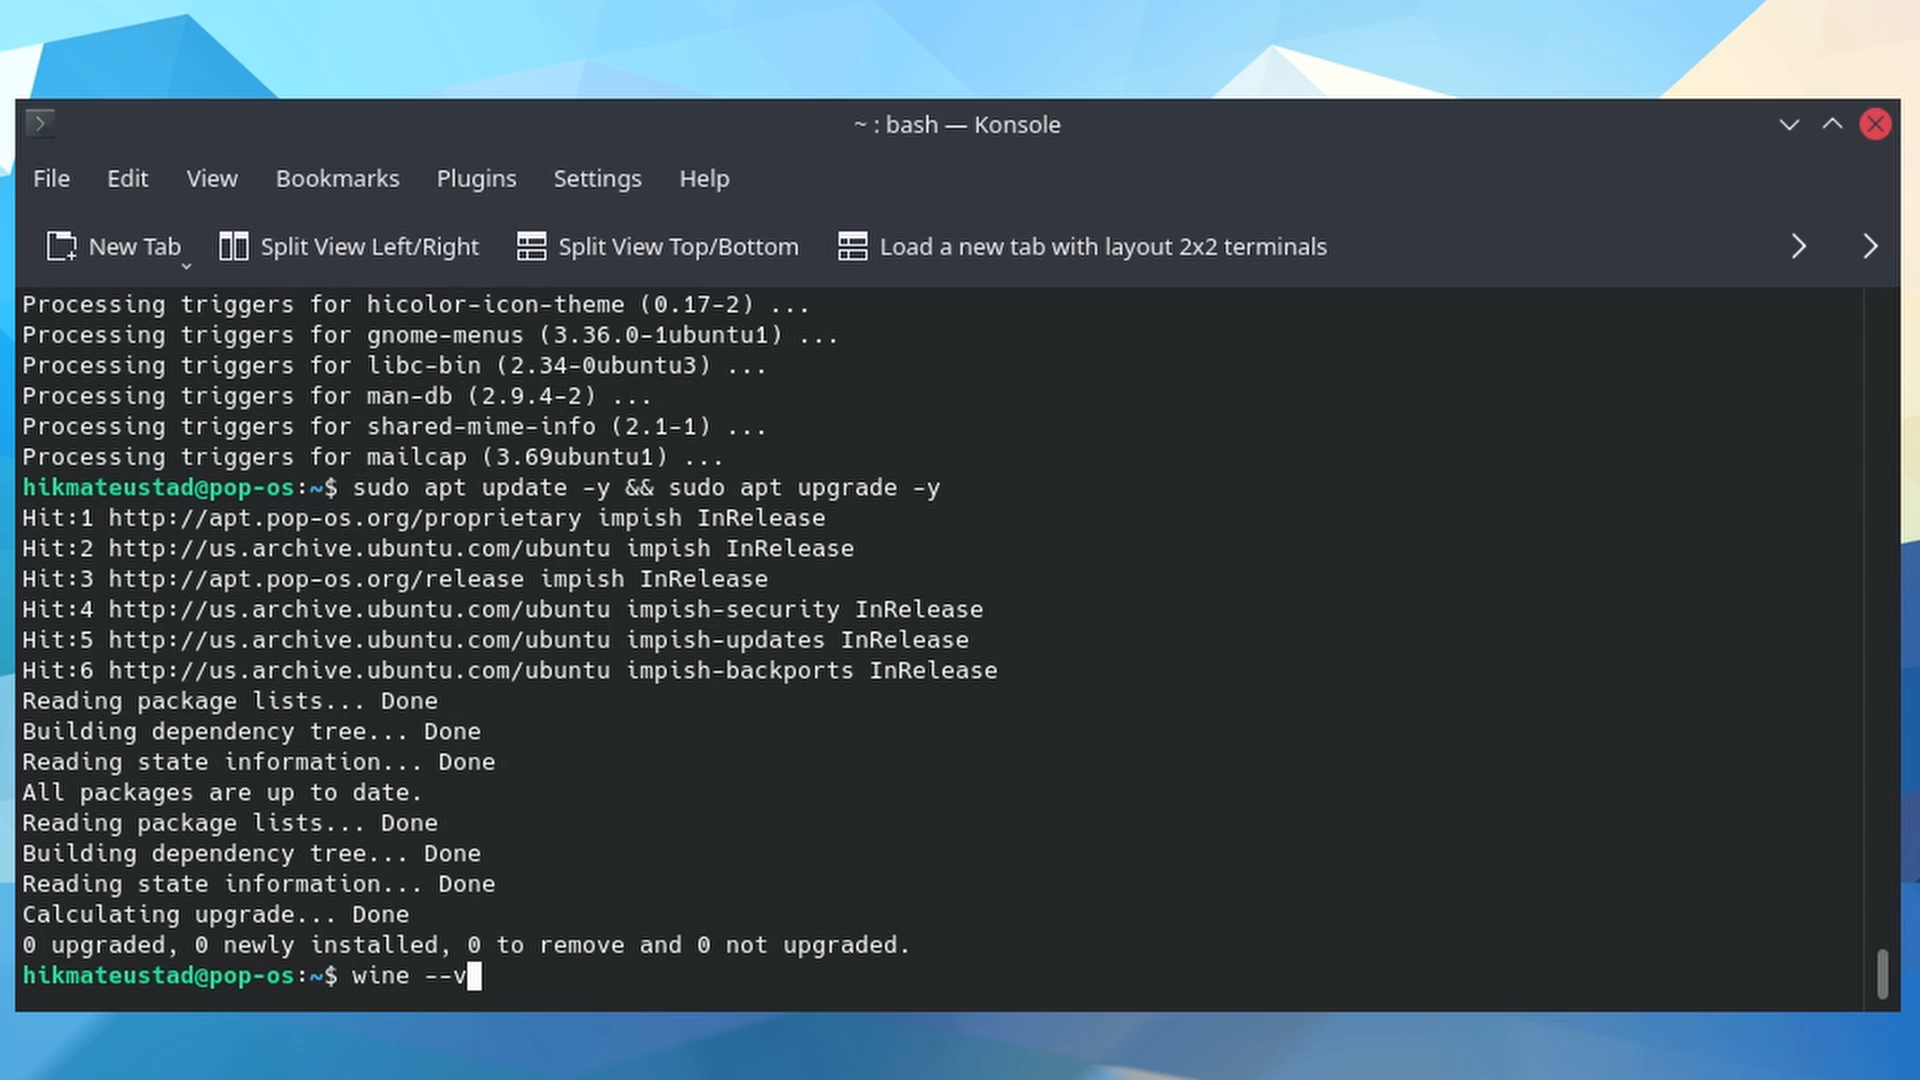 ~ : bash — Konsole
File Edit View Bookmarks Plugins Settings Help
New Tab Split View Left/Right Split View Top/Bottom Load a new tab with layout 2x2 terminals
Processing triggers for hicolor-icon-theme (0.17-2) ...
Processing triggers for gnome-menus (3.36.0-1ubuntu1) ...
Processing triggers for libc-bin (2.34-0ubuntu3) ...
Processing triggers for man-db (2.9.4-2) ...
Processing triggers for shared-mime-info (2.1-1) ...
Processing triggers for mailcap (3.69ubuntu1) ...
hikmateustad@pop-os:~$ sudo apt update -y && sudo apt upgrade -y
Hit:1 http://apt.pop-os.org/proprietary impish InRelease
Hit:2 http://us.archive.ubuntu.com/ubuntu impish InRelease
Hit:3 http://apt.pop-os.org/release impish InRelease
Hit:4 http://us.archive.ubuntu.com/ubuntu impish-security InRelease
Hit:5 http://us.archive.ubuntu.com/ubuntu impish-updates InRelease
Hit:6 http://us.archive.ubuntu.com/ubuntu impish-backports InRelease
Reading package lists... Done
Building dependency tree... Done
Reading state information... Done
All packages are up to date.
Reading package lists... Done
Building dependency tree... Done
Reading state information... Done
Calculating upgrade... Done
0 upgraded, 0 newly installed, 0 to remove and 0 not upgraded.
hikmateustad@pop-os:~$ wine --v